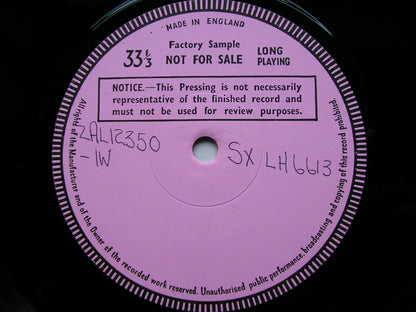 MADE IN ENGLAND
33⅓
Factory Sample
NOT FOR SALE
LONG
PLAYING
NOTICE.—This Pressing is not necessarily
representative of the finished record and
must not be used for review purposes.
2AL12350
-1W
SX LH6613
All rights of the Manufacturer and of the Owner of the recorded work reserved. Unauthorised public performance, broadcasting and copying of this record prohibited.